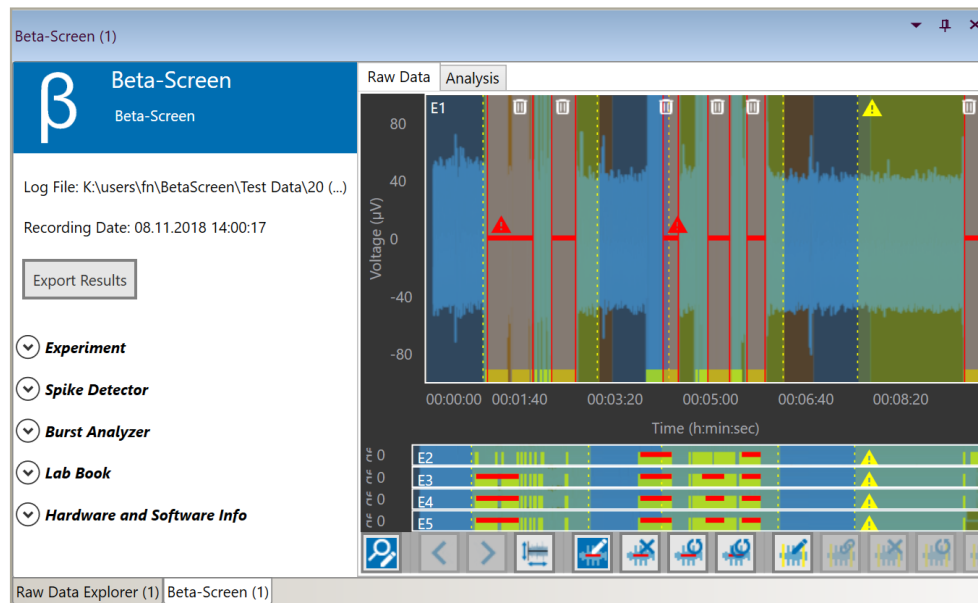 Beta-Screen (1)
β
Beta-Screen
Beta-Screen
Log File: K:\users\fn\BetaScreen\Test Data\20 (...)
Recording Date: 08.11.2018 14:00:17
Export Results
Experiment
Spike Detector
Burst Analyzer
Lab Book
Hardware and Software Info
Raw Data Analysis
E1
80
40
0
-40
-80
Voltage (µV)
00:00:00 00:01:40 00:03:20 00:05:00 00:06:40 00:08:20
Time (h:min:sec)
0 E2
0 E3
0 E4
0 E5
Raw Data Explorer (1) Beta-Screen (1)